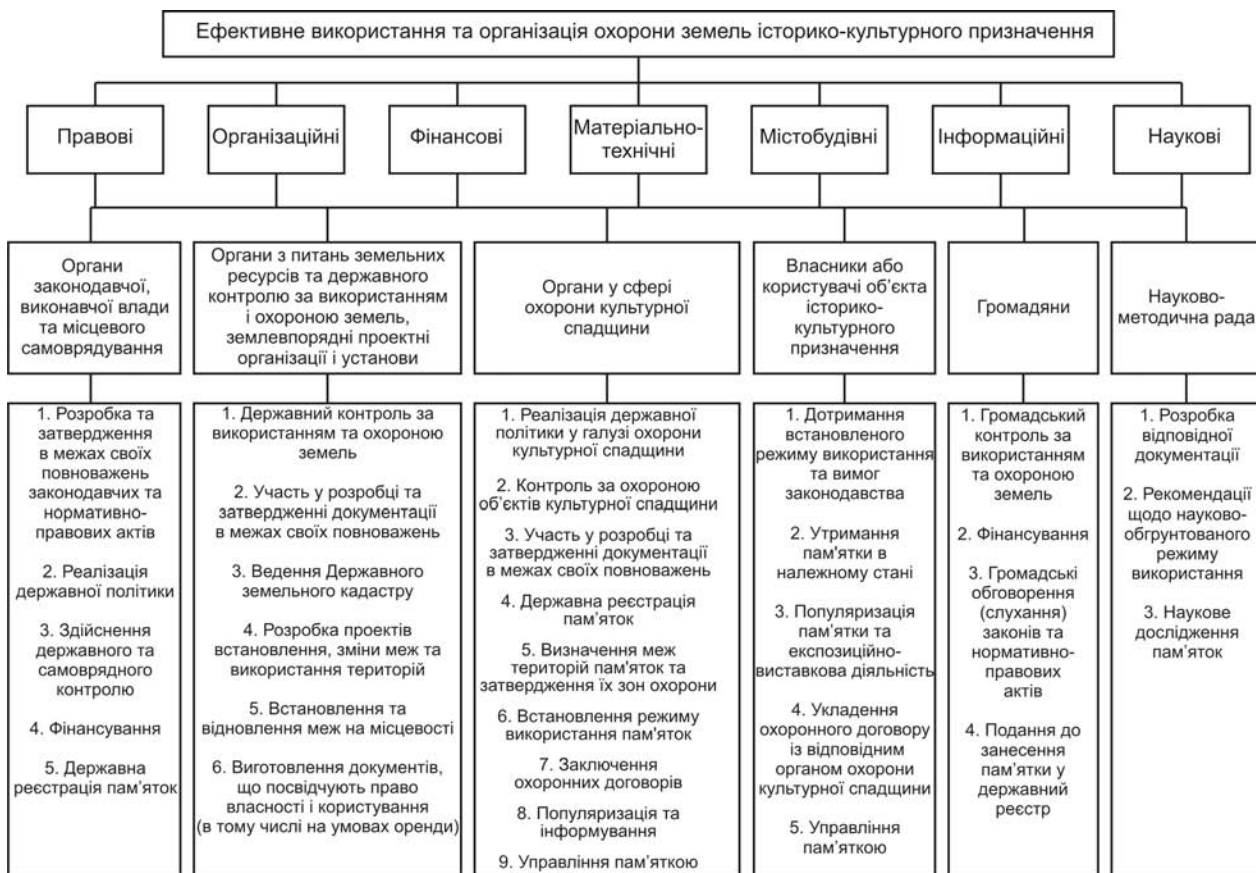 Ефективне використання та організація охорони земель історико-культурного призначення
Правові
Організаційні
Фінансові
Матеріально-
технічні
Містобудівні
Інформаційні
Наукові
Органи
законодавчої,
виконавчої влади
та місцевого
самоврядування
Органи з питань земельних
ресурсів та державного
контролю за використанням
і охороною земель,
землевпорядні проектні
організації і установи
Органи у сфері
охорони культурної
спадщини
Власники або
користувачі об’єкта
історико-
культурного
призначення
Громадяни
Науково-
методична рада
1. Розробка та
затвердження
в межах своїх
повноважень
законодавчих та
нормативно-
правових актів
2. Реалізація
державної політики
3. Здійснення
державного та
самоврядного
контролю
4. Фінансування
5. Державна
реєстрація пам’яток
1. Державний контроль за
використанням та охороною
земель
2. Участь у розробці та
затвердженні документації
в межах своїх повноважень
3. Ведення Державного
земельного кадастру
4. Розробка проектів
встановлення, зміни меж та
використання територій
5. Встановлення та
відновлення меж на місцевості
6. Виготовлення документів,
що посвідчують право
власності і користування
(в тому числі на умовах оренди)
1. Реалізація державної
політики у галузі охорони
культурної спадщини
2. Контроль за охороною
об’єктів культурної спадщини
3. Участь у розробці та
затвердженні документації
в межах своїх повноважень
4. Державна реєстрація
пам’яток
5. Визначення меж
територій пам'яток та
затвердження їх зон охорони
6. Встановлення режиму
використання пам’яток
7. Заключення
охоронних договорів
8. Популяризація та
інформування
9. Управління пам’яткою
1. Дотримання
встановленого
режиму використання
та вимог
законодавства
2. Утримання
пам'ятки в
належному стані
3. Популяризація
пам’ятки та
експозиційно-
виставкова діяльність
4. Укладення
охоронного договору
із відповідним
органом охорони
культурної спадщини
5. Управління
пам’яткою
1. Громадський
контроль за
використанням
та охороною
земель
2. Фінансування
3. Громадські
обговорення
(слухання)
законів та
нормативно-
правових
актів
4. Подання до
занесення
пам’ятки у
державний
реєстр
1. Розробка
відповідної
документації
2. Рекомендації
щодо науково-
обгрунтованого
режиму
використання
3. Наукове
дослідження
пам’яток